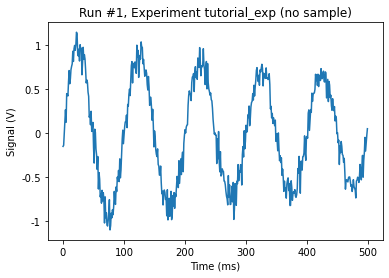 Run #1, Experiment tutorial_exp (no sample)
Signal (V)
1
0.5
0
-0.5
-1
0 100 200 300 400 500
Time (ms)